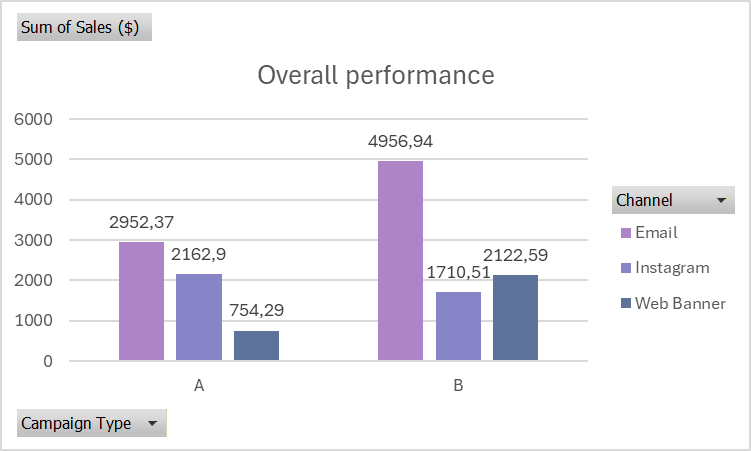 Sum of Sales ($)
Overall performance
6000
5000
4000
3000
2000
1000
0
2952,37
2162,9
754,29
4956,94
1710,51
2122,59
A
B
Channel
Email
Instagram
Web Banner
Campaign Type